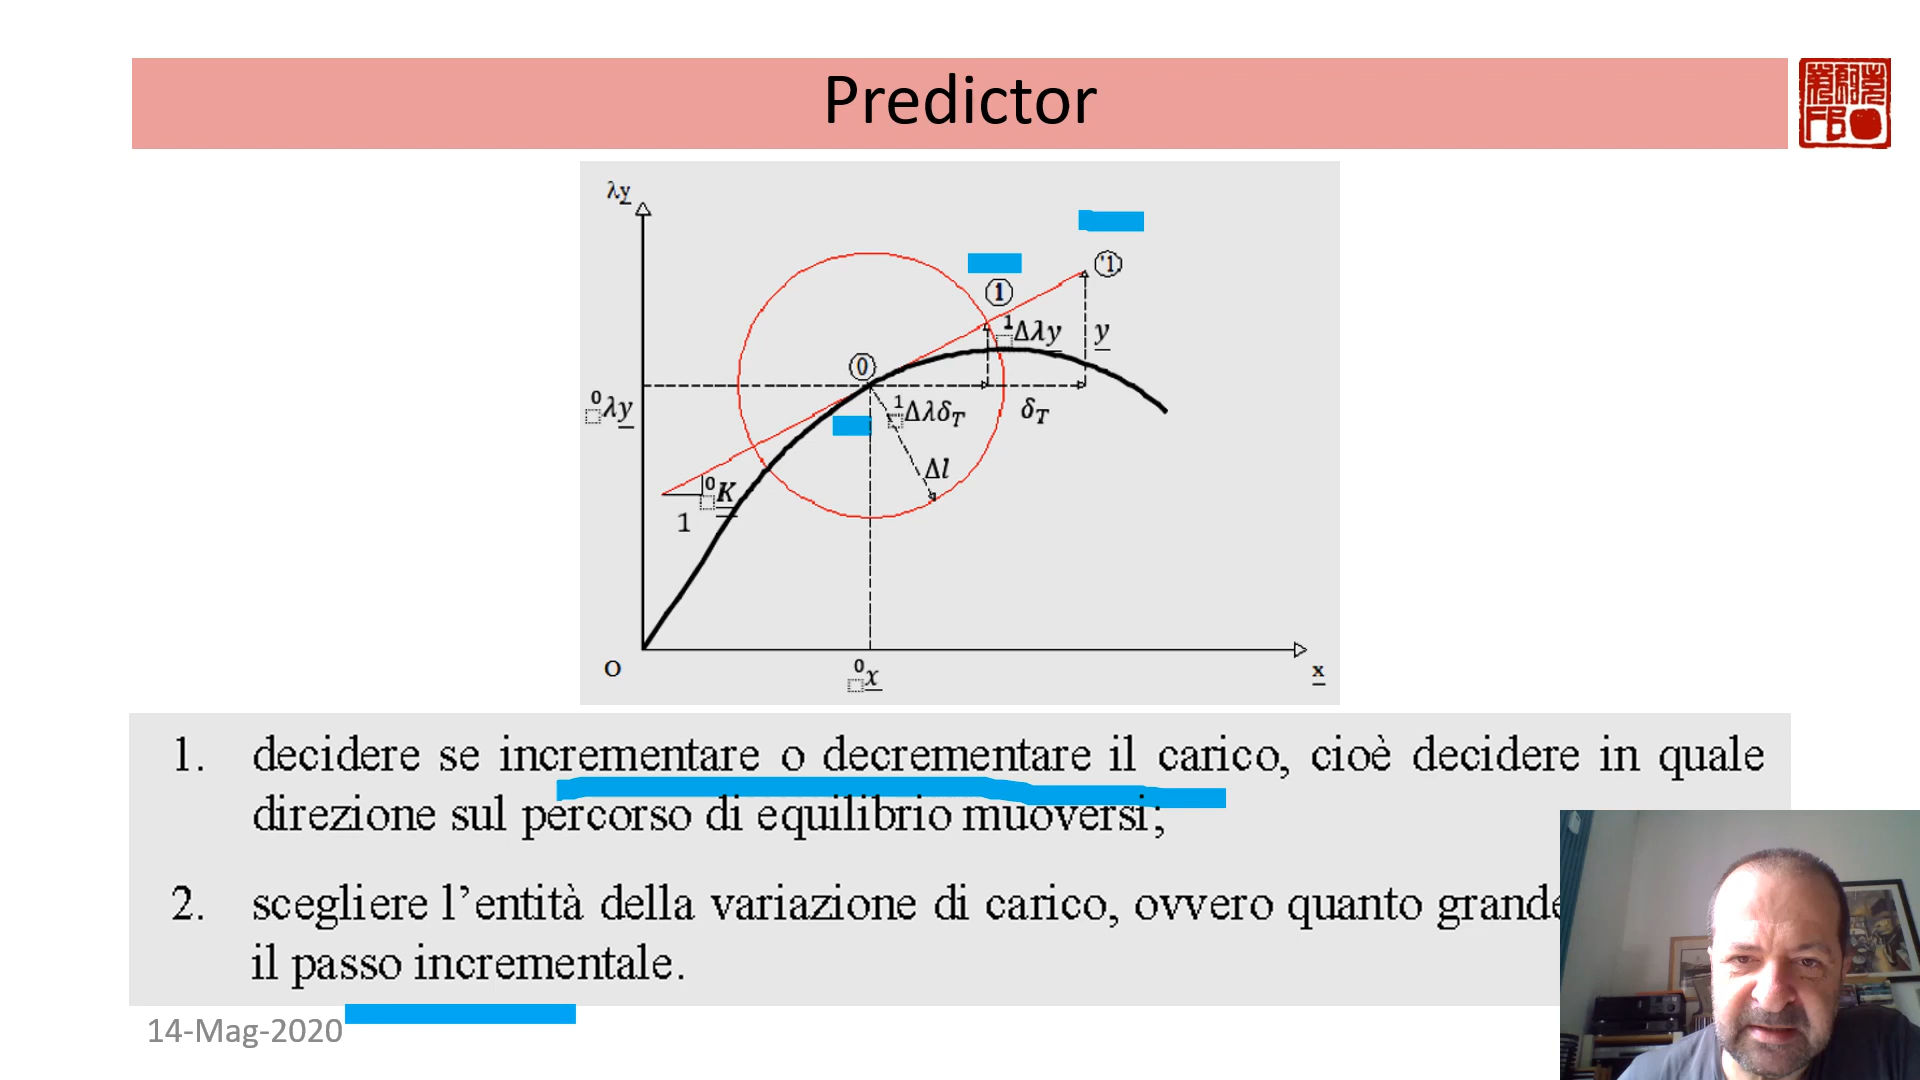 Predictor
FB
λy
('1)
1
¹Δλy
y
0
⁰λy
¹Δλδ_T
δ_T
Δl
⁰K
1
O
⁰x
x
1. decidere se incrementare o decrementare il carico, cioè decidere in quale
direzione sul percorso di equilibrio muoversi;
2. scegliere l'entità della variazione di carico, ovvero quanto grande
il passo incrementale.
14-Mag-2020